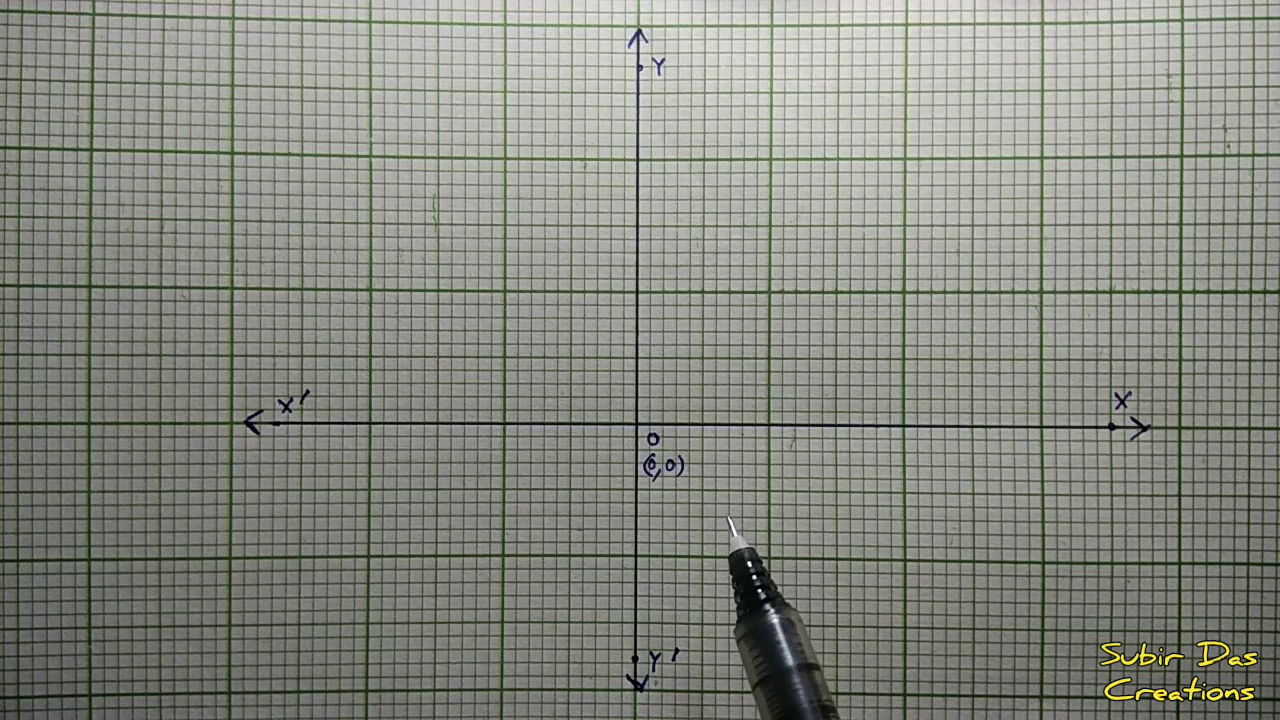 Y
X'
X
O
(0,0)
Y'
Subir Das
Creations